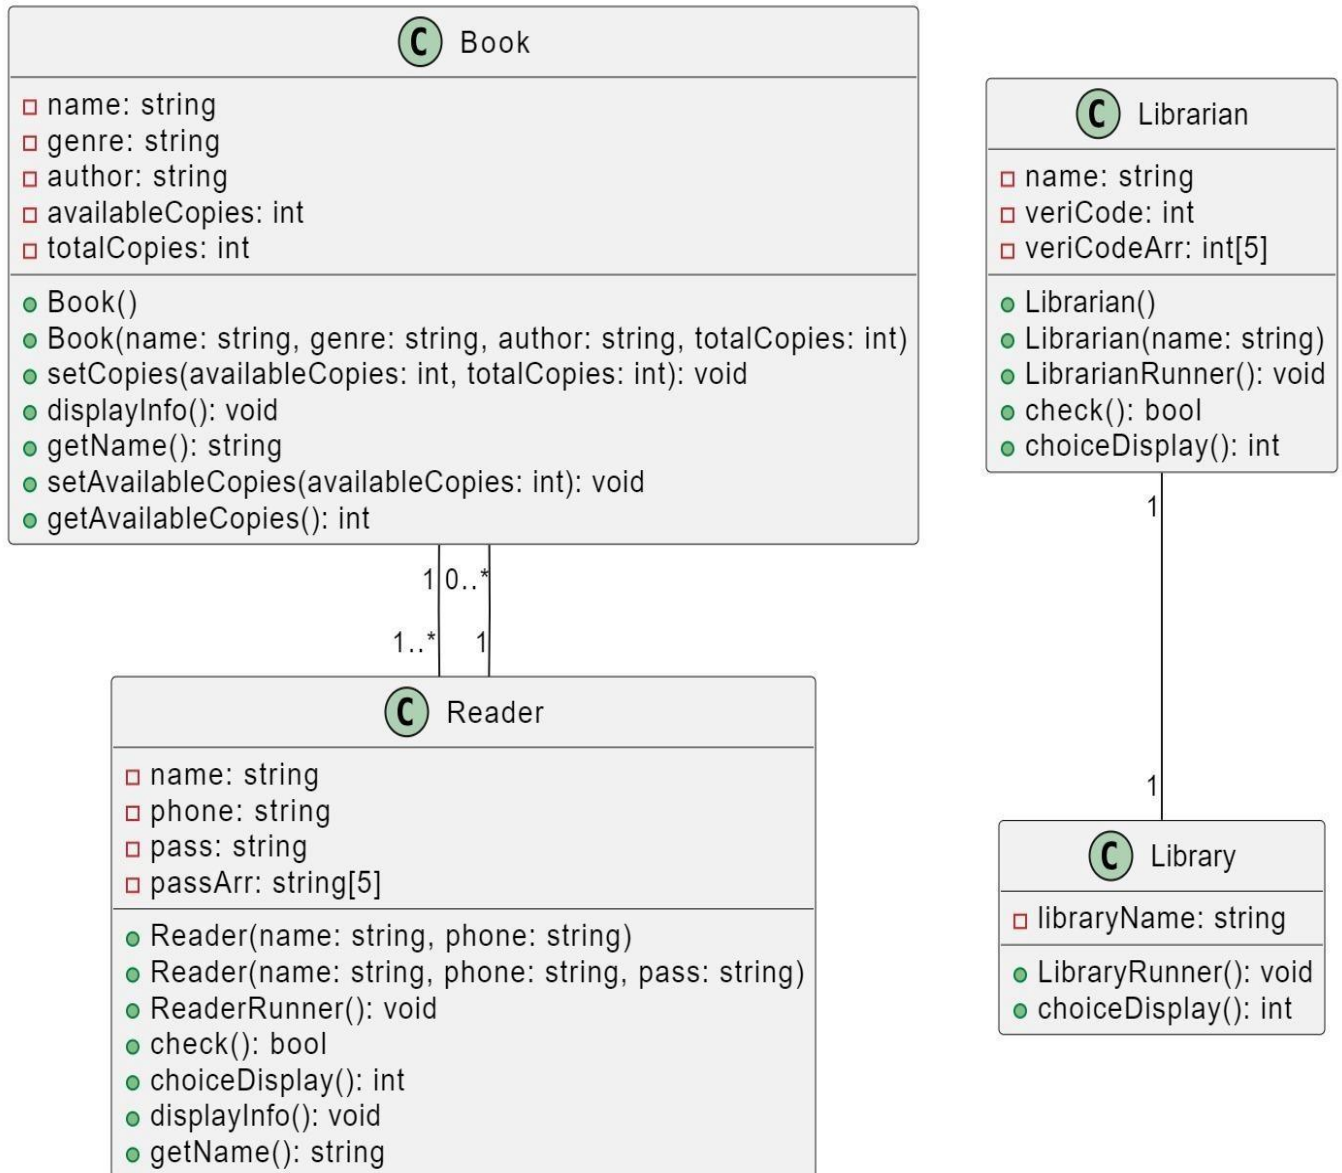 C Book
name: string
genre: string
author: string
availableCopies: int
totalCopies: int
Book()
Book(name: string, genre: string, author: string, totalCopies: int)
setCopies(availableCopies: int, totalCopies: int): void
displayInfo(): void
getName(): string
setAvailableCopies(availableCopies: int): void
getAvailableCopies(): int
C Librarian
name: string
veriCode: int
veriCodeArr: int[5]
Librarian()
Librarian(name: string)
LibrarianRunner(): void
check(): bool
choiceDisplay(): int
1 0..*
1..* 1
1
1
C Reader
name: string
phone: string
pass: string
passArr: string[5]
Reader(name: string, phone: string)
Reader(name: string, phone: string, pass: string)
ReaderRunner(): void
check(): bool
choiceDisplay(): int
displayInfo(): void
getName(): string
C Library
libraryName: string
LibraryRunner(): void
choiceDisplay(): int